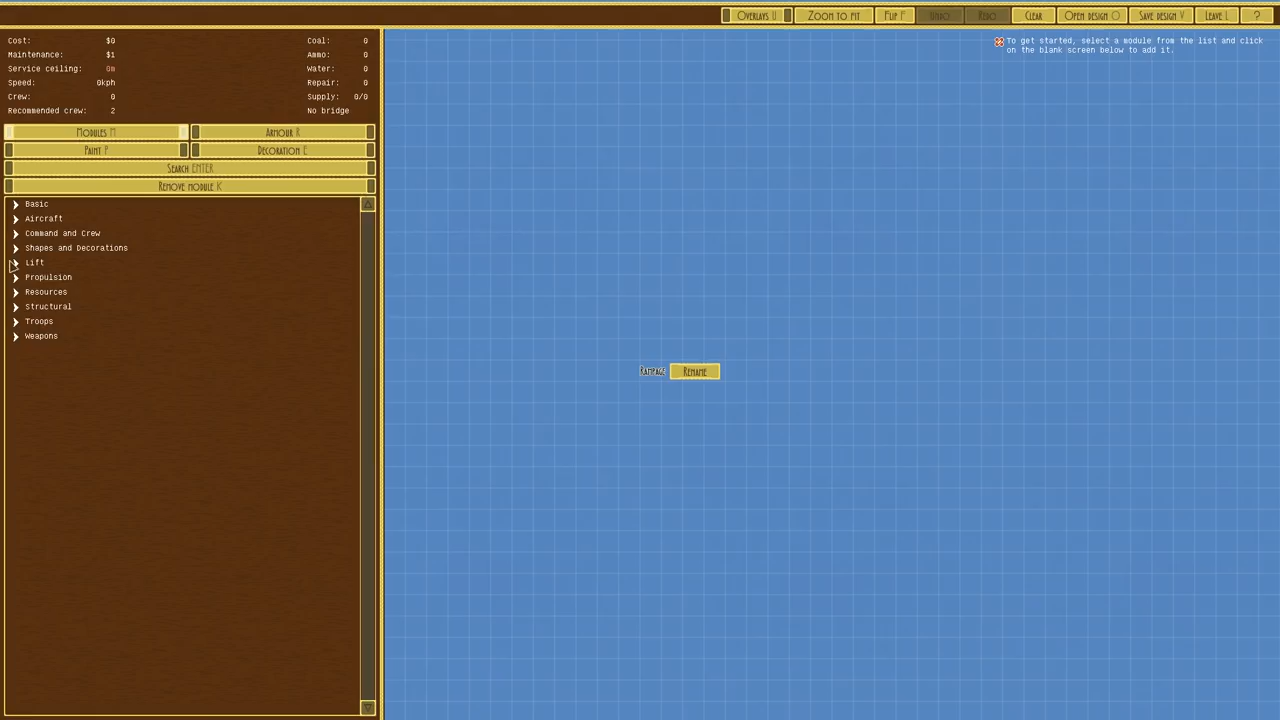 OVERLAYS U
ZOOM TO FIT
FLIP F
UNDO
REDO
CLEAR
OPEN DESIGN O
SAVE DESIGN V
LEAVE L
?
Cost: $0
Maintenance: $1
Service ceiling: 0m
Speed: 0kph
Crew: 0
Recommended crew: 2
Coal: 0
Ammo: 0
Water: 0
Repair: 0
Supply: 0/0
No bridge
To get started, select a module from the list and click
on the blank screen below to add it.
MODULES M
ARMOUR R
PAINT P
DECORATION E
SEARCH ENTER
REMOVE MODULE K
Basic
Aircraft
Command and Crew
Shapes and Decorations
Lift
Propulsion
Resources
Structural
Troops
Weapons
RAMPAGE
RENAME